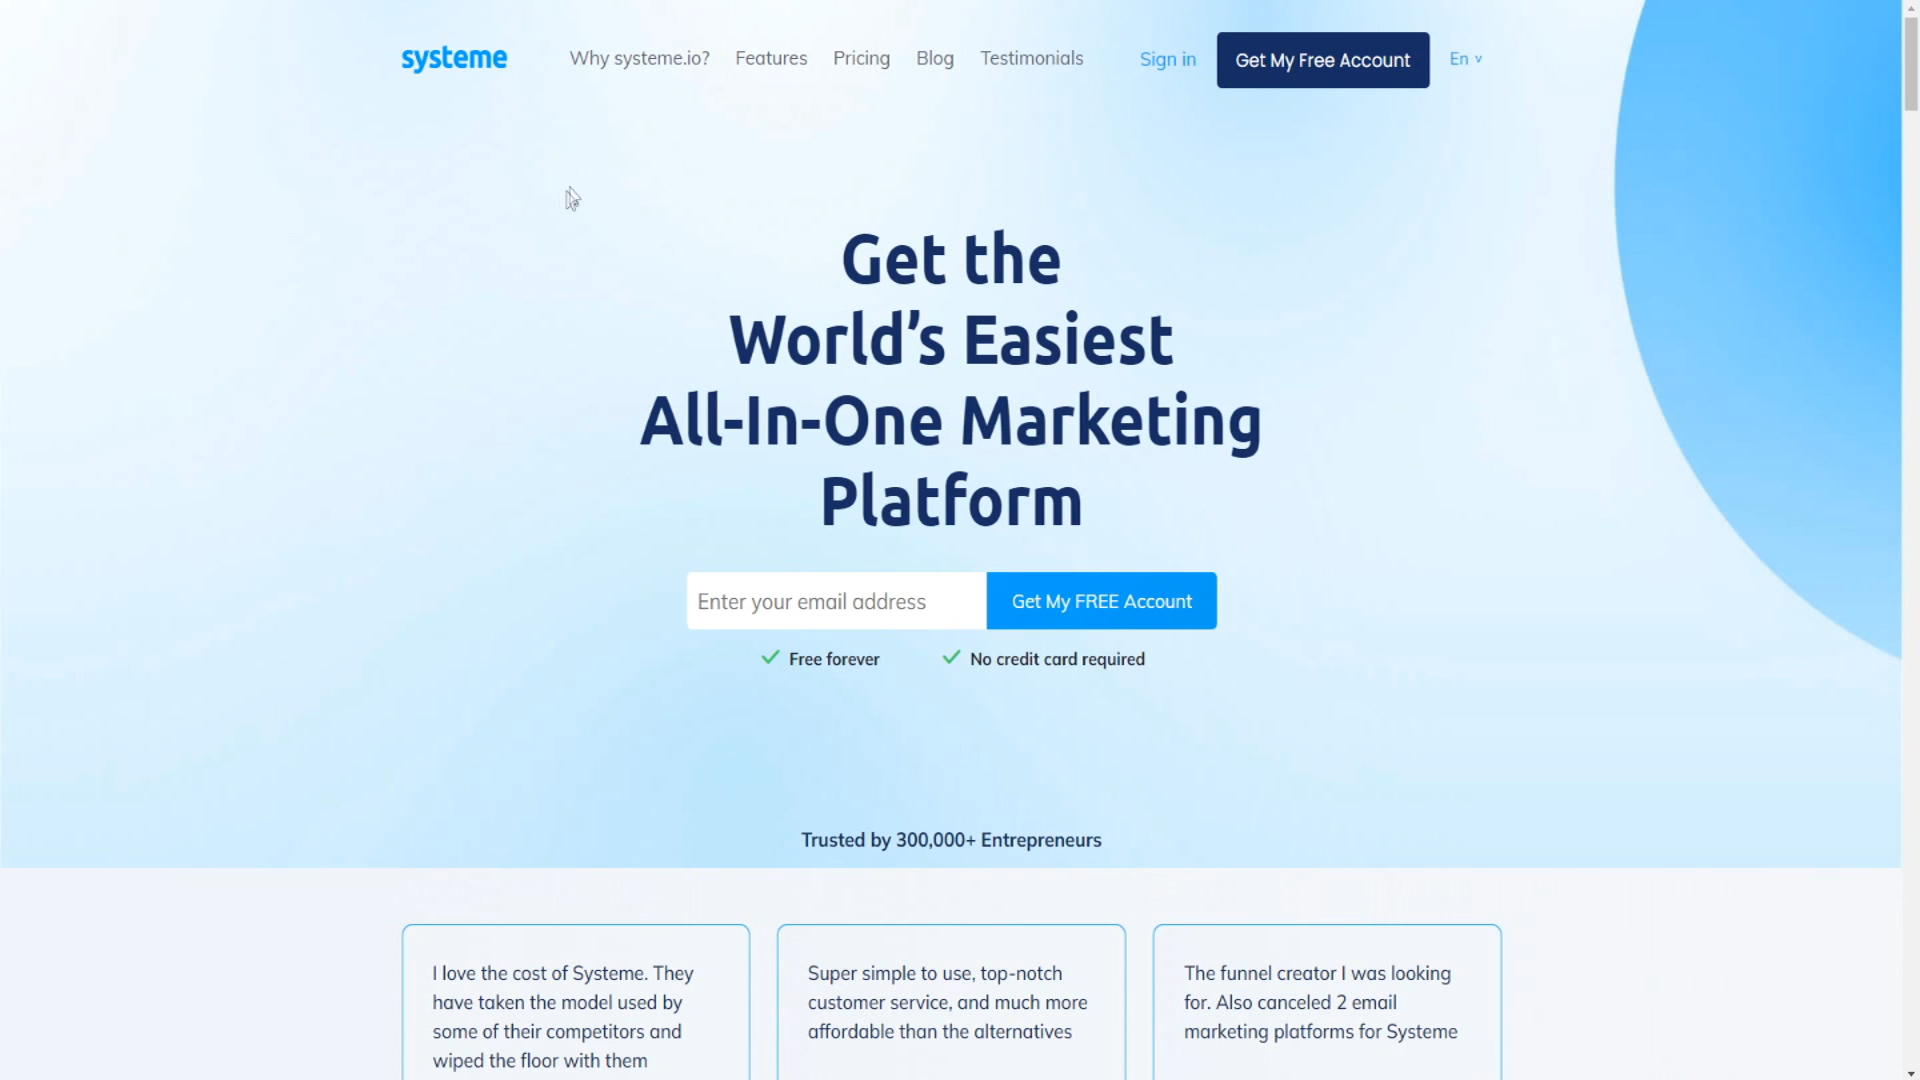 systeme
Why systeme.io? Features Pricing Blog Testimonials Sign in Get My Free Account En v
Get the
World’s Easiest
All-In-One Marketing
Platform
Enter your email address Get My FREE Account
Free forever No credit card required
Trusted by 300,000+ Entrepreneurs
I love the cost of Systeme. They
have taken the model used by
some of their competitors and
wiped the floor with them
Super simple to use, top-notch
customer service, and much more
affordable than the alternatives
The funnel creator I was looking
for. Also canceled 2 email
marketing platforms for Systeme